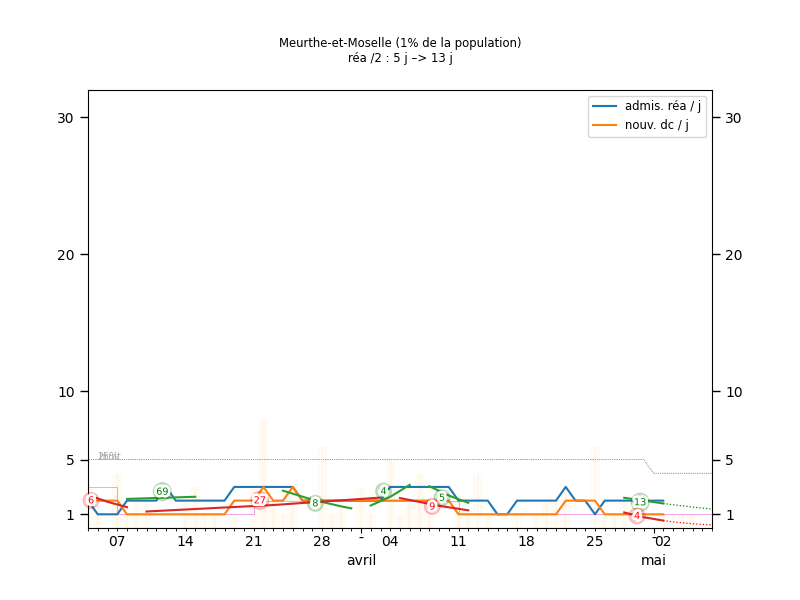 Meurthe-et-Moselle (1% de la population)
réa /2 : 5 j –> 13 j
admis. réa / j
nouv. dc / j
30 30
20 20
10 10
5 5
1 1
6 69 27 8 4 9 5 13 4
07 14 21 28 04 11 18 25 02
avril mai